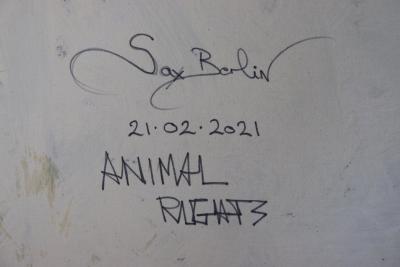 Sax Berlin
21·02·2021
ANIMAL
RIGHTS